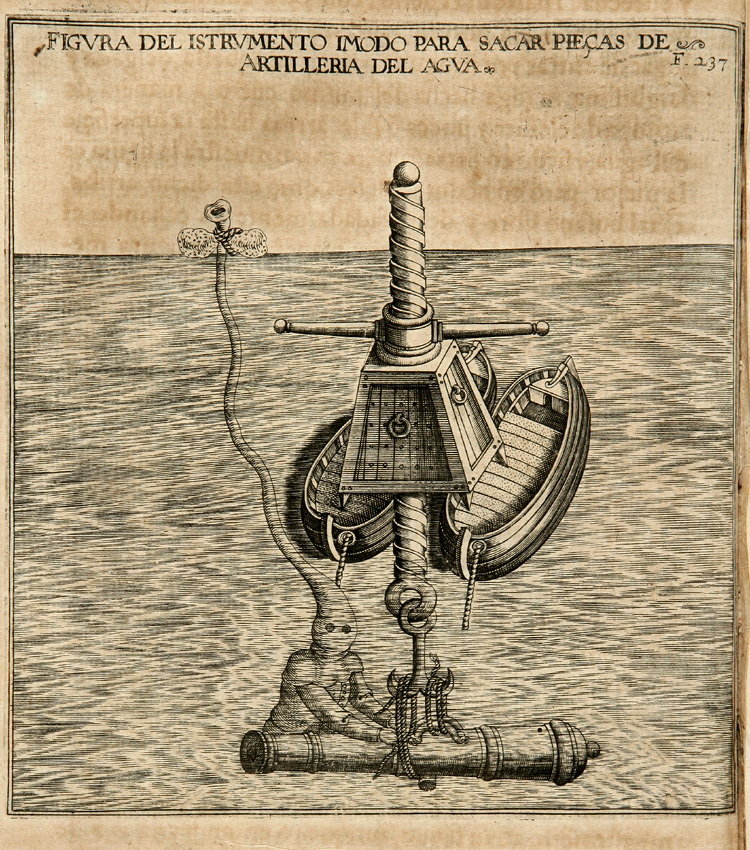 FIGVRA DEL ISTRVMENTO IMODO PARA SACAR PIEÇAS DE
F. 237
ARTILLERIA DEL AGVA